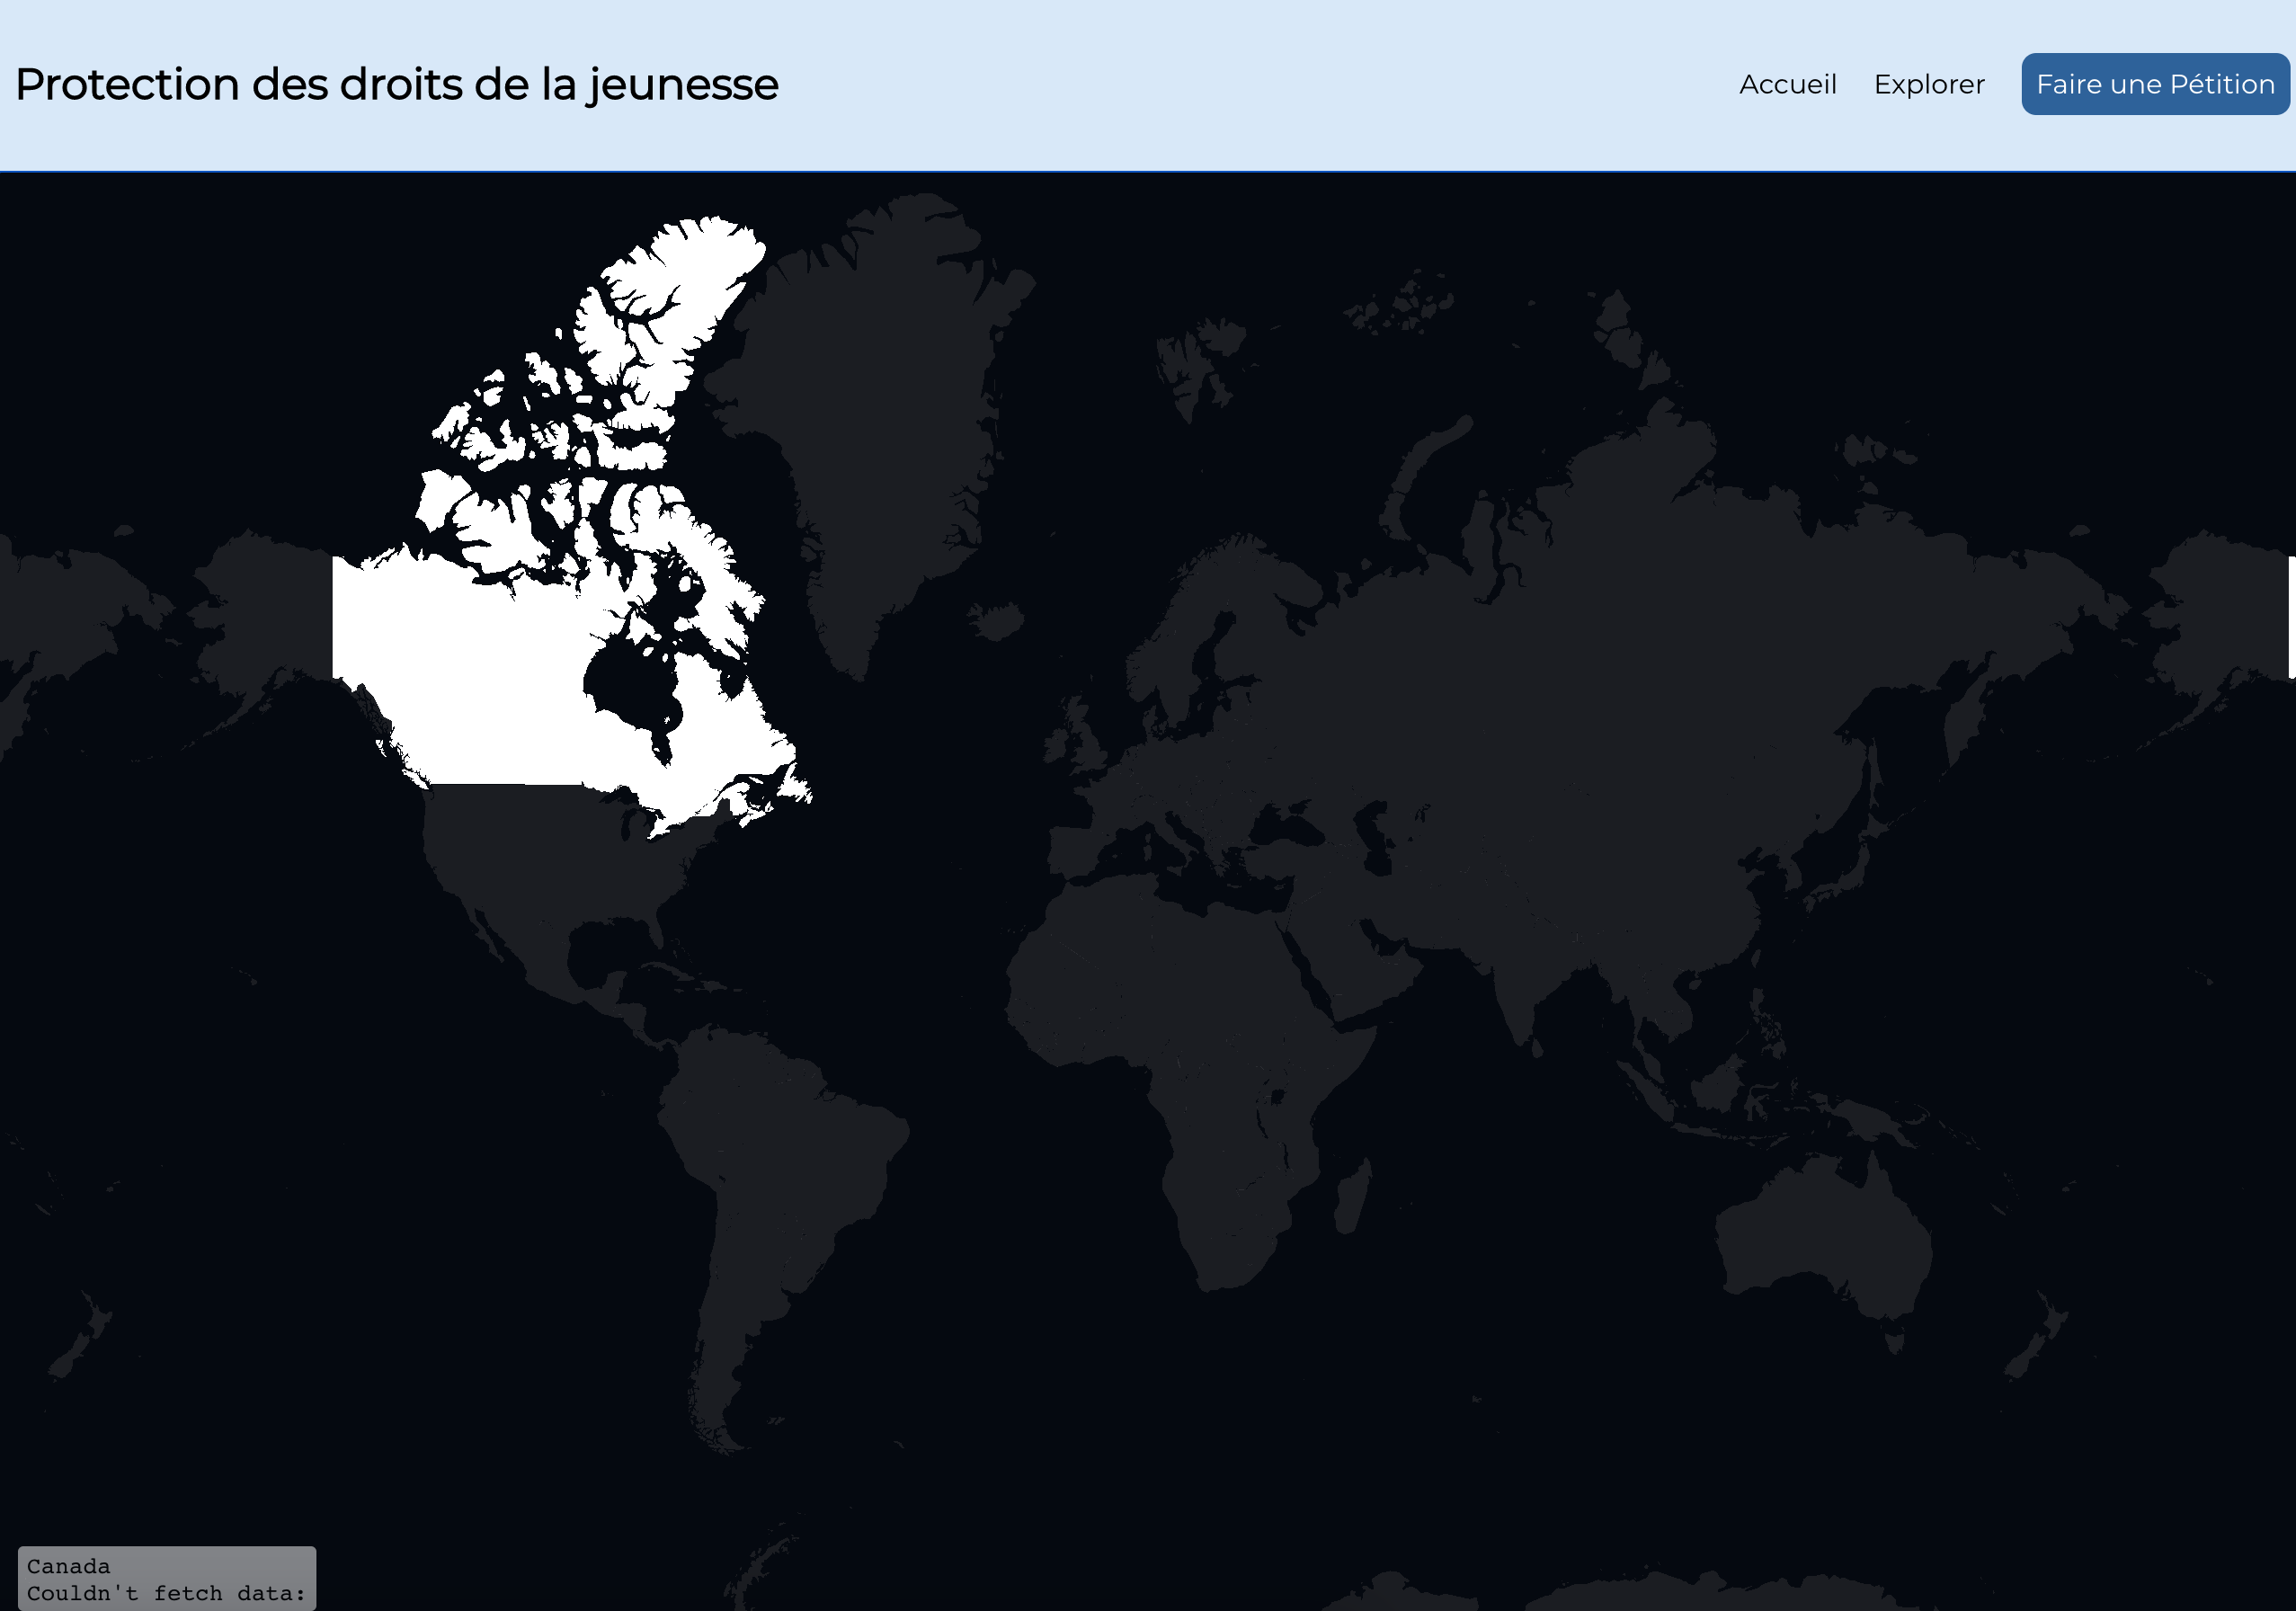 Protection des droits de la jeunesse
Accueil
Explorer
Faire une Pétition
Canada
Couldn't fetch data: